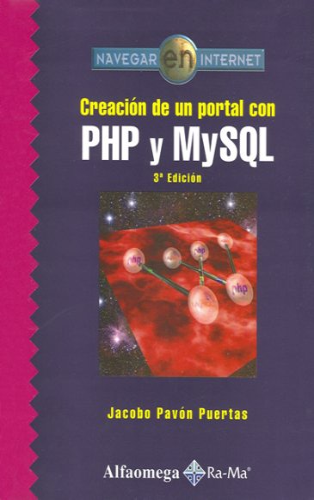 NAVEGAR en INTERNET
Creación de un portal con
PHP y MySQL
3ª Edición
php
php
Jacobo Pavón Puertas
Alfaomega Ra-Ma®